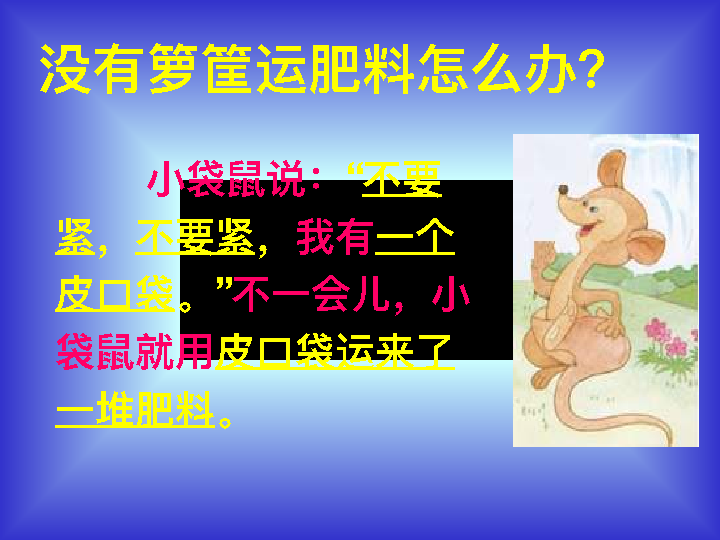 没有箩筐运肥料怎么办？
小袋鼠说：“不要
紧，不要紧，我有一个
皮口袋。”不一会儿，小
袋鼠就用皮口袋运来了
一堆肥料。